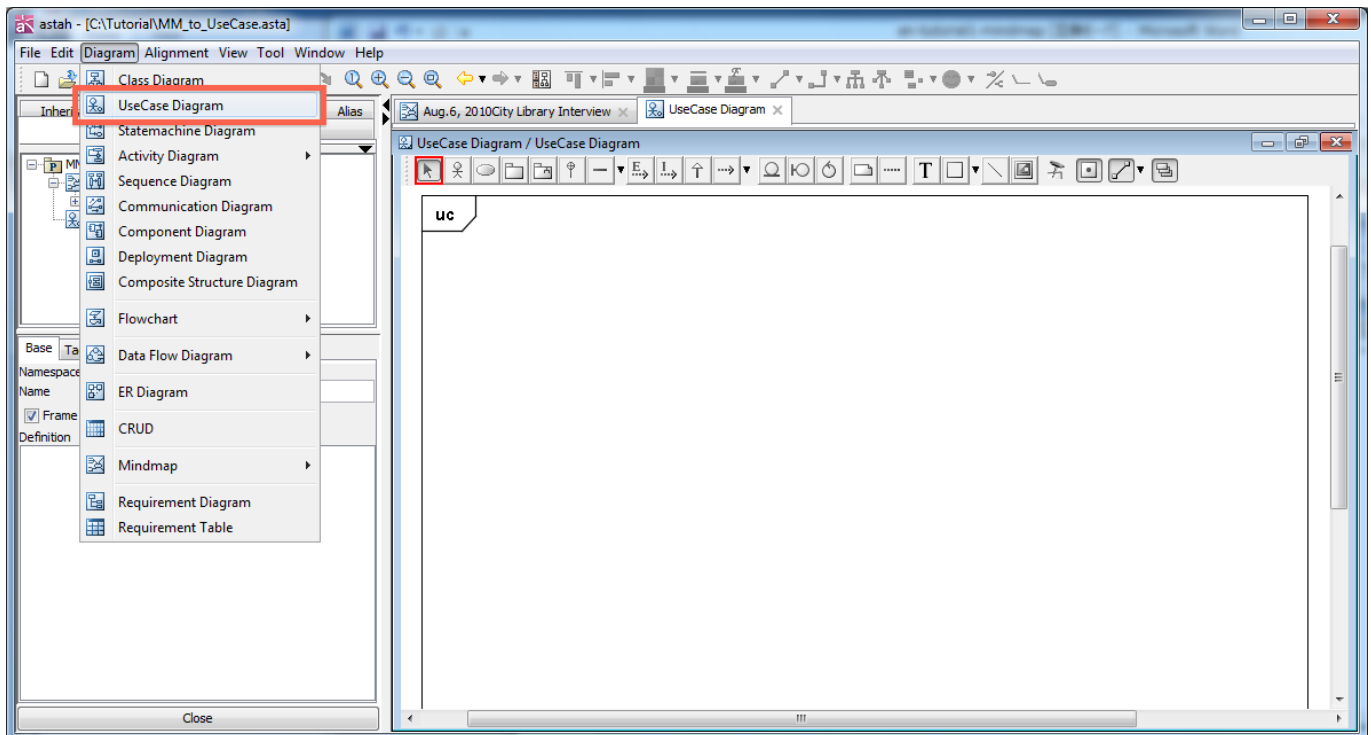 astah - [C:\Tutorial\MM_to_UseCase.asta]
File Edit Diagram Alignment View Tool Window Help
Class Diagram
UseCase Diagram
Statemachine Diagram
Activity Diagram
Sequence Diagram
Communication Diagram
Component Diagram
Deployment Diagram
Composite Structure Diagram
Flowchart
Data Flow Diagram
ER Diagram
CRUD
Mindmap
Requirement Diagram
Requirement Table
Alias
Base
Namespace
Name
Frame
Definition
Close
Aug.6, 2010City Library Interview
UseCase Diagram
UseCase Diagram / UseCase Diagram
T
uc